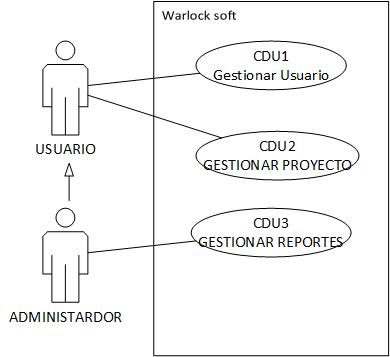 Warlock soft
CDU1
Gestionar Usuario
CDU2
GESTIONAR PROYECTO
USUARIO
CDU3
GESTIONAR REPORTES
ADMINISTARDOR